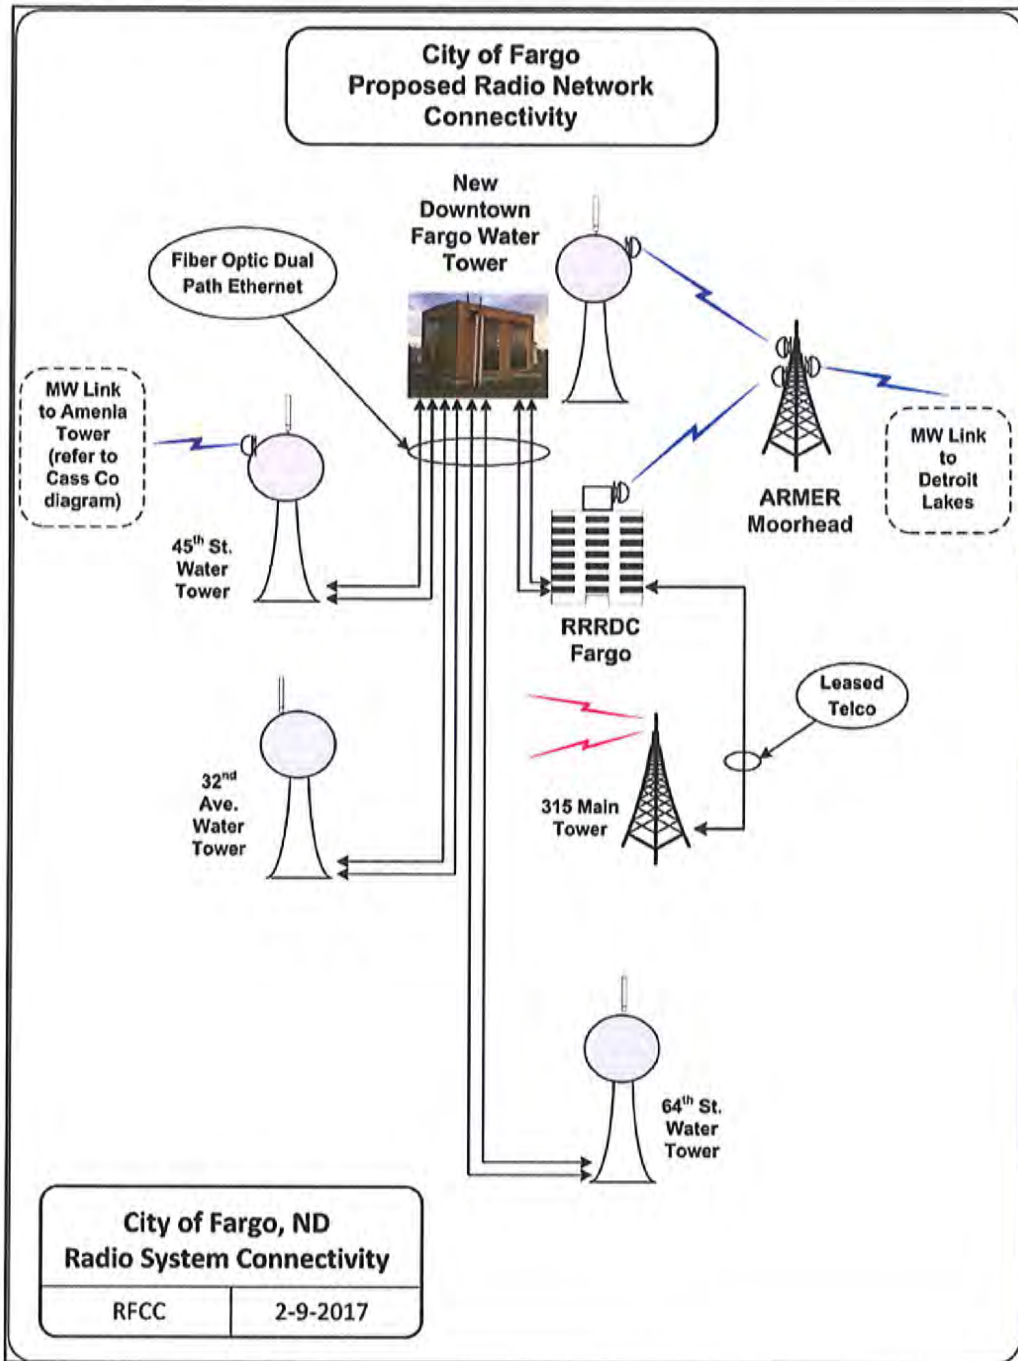 City of Fargo
Proposed Radio Network
Connectivity
New
Downtown
Fargo Water
Tower
Fiber Optic Dual
Path Ethernet
MW Link
to Amenia
Tower
(refer to
Cass Co
diagram)
45th St.
Water
Tower
MW Link
to
Detroit
Lakes
ARMER
Moorhead
RRRDC
Fargo
Leased
Telco
32nd
Ave.
Water
Tower
315 Main
Tower
64th St.
Water
Tower
City of Fargo, ND
Radio System Connectivity
RFCC
2-9-2017